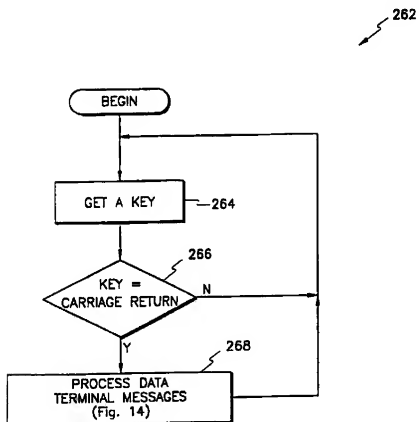 262
BEGIN
GET A KEY
264
266
KEY =
CARRIAGE RETURN
N
Y
268
PROCESS DATA
TERMINAL MESSAGES
(Fig. 14)